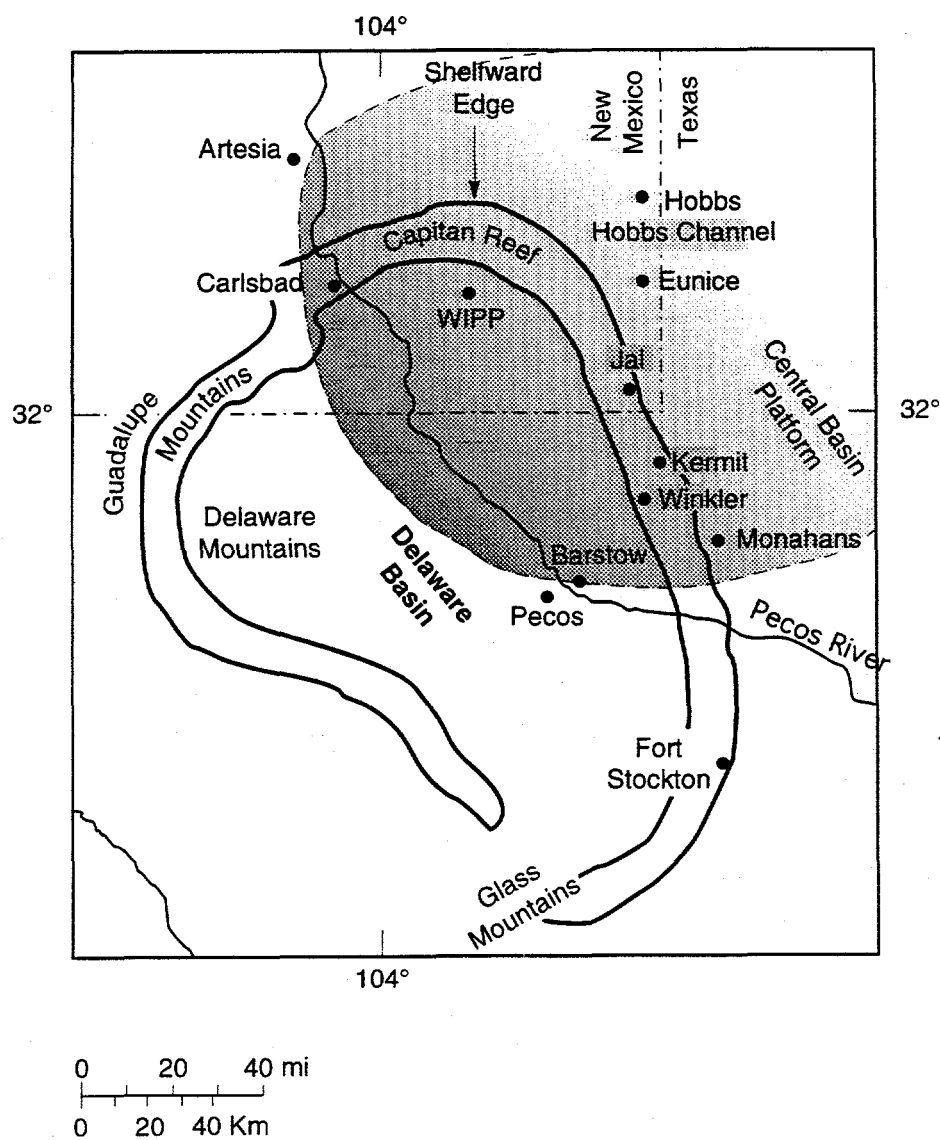 104°
Shelfward
Edge
New
Mexico
Texas
Artesia
Hobbs
Hobbs Channel
Capitan Reef
Carlsbad
Eunice
WIPP
Jal
Central Basin
Platform
32°
32°
Guadalupe
Mountains
Kermit
Winkler
Delaware
Mountains
Delaware
Basin
Monahans
Barstow
Pecos
Pecos River
Fort
Stockton
Glass
Mountains
104°
0 20 40 mi
0 20 40 Km